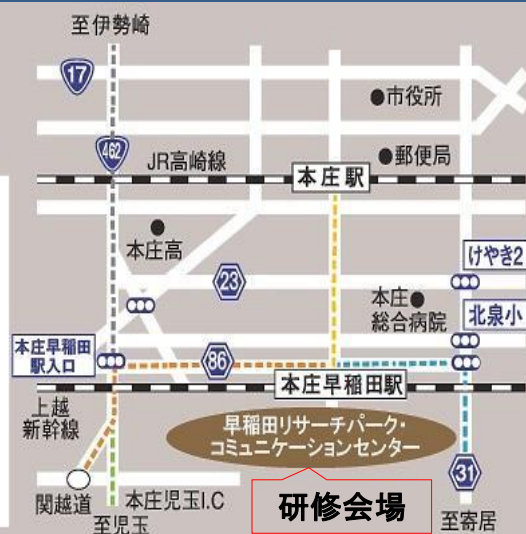 至伊勢崎
17
●市役所
462
JR高崎線
●郵便局
本庄駅
本庄高
けやき2
23
本庄●
総合病院
北泉小
本庄早稲田
駅入口
86
本庄早稲田駅
上越
新幹線
早稲田リサーチパーク・
コミュニケーションセンター
31
関越道
本庄児玉I.C
至児玉
研修会場
至寄居